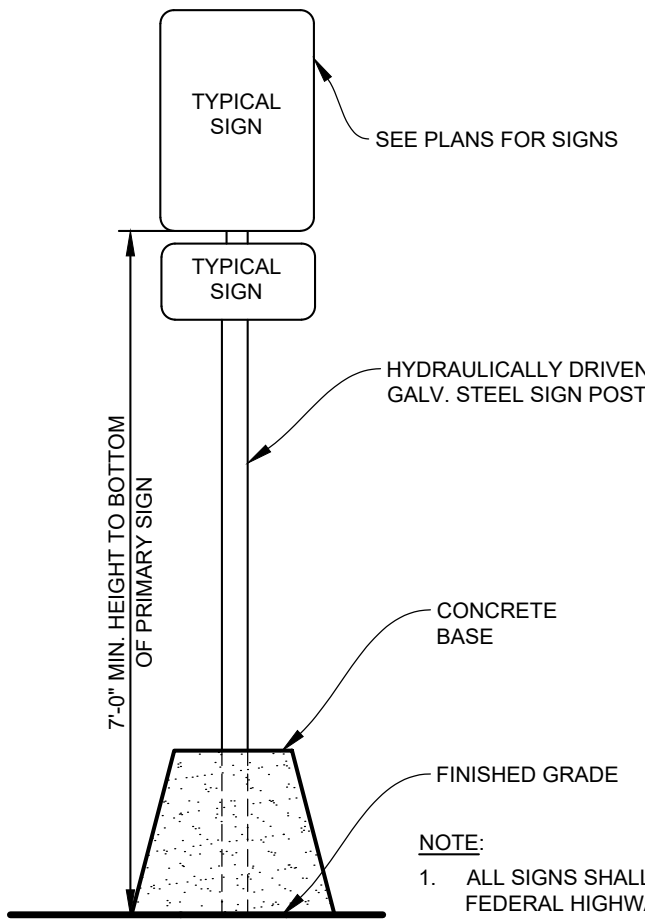 TYPICAL
SIGN
SEE PLANS FOR SIGNS
TYPICAL
SIGN
HYDRAULICALLY DRIVEN
GALV. STEEL SIGN POST
7'-0" MIN. HEIGHT TO BOTTOM
OF PRIMARY SIGN
CONCRETE
BASE
FINISHED GRADE
NOTE:
1. ALL SIGNS SHALL
FEDERAL